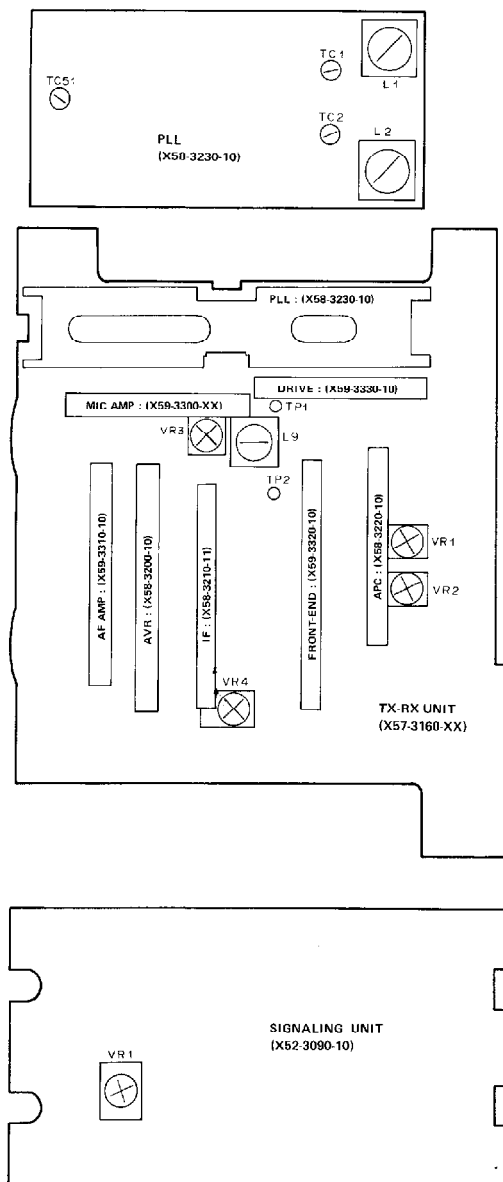 TC1
L1
TC51
TC2
L2
PLL
(X58-3230-10)
PLL : (X58-3230-10)
DRIVE : (X59-3330-10)
MIC AMP : (X59-3300-XX)
TP1
VR3
L9
TP2
AF AMP : (X59-3310-10)
AVR : (X58-3200-10)
IF : (X58-3210-11)
FRONT-END : (X59-3320-10)
APC : (X58-3220-10)
VR1
VR2
VR4
TX-RX UNIT
(X57-3160-XX)
SIGNALING UNIT
(X52-3090-10)
VR1